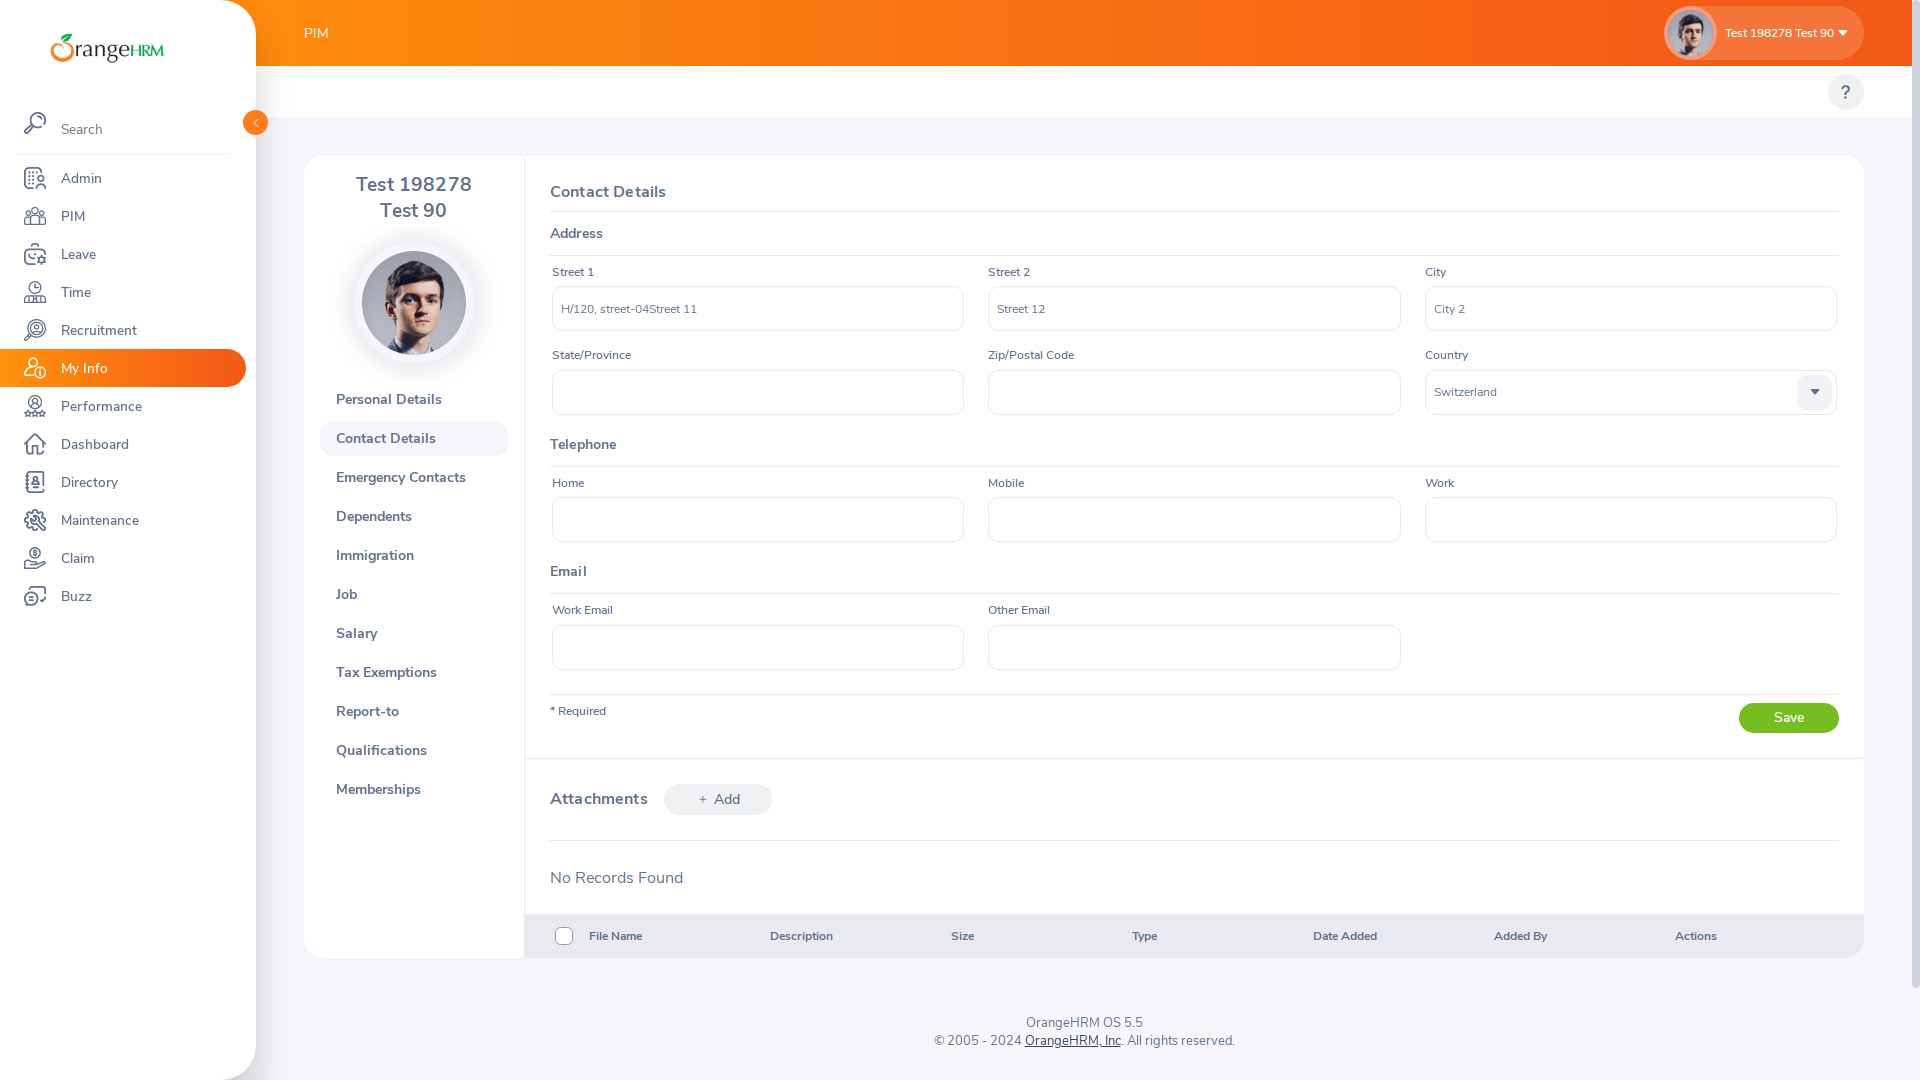 OrangeHRM
PIM
Test 198278 Test 90
?
Search
Admin
PIM
Leave
Time
Recruitment
My Info
Performance
Dashboard
Directory
Maintenance
Claim
Buzz
Test 198278
Test 90
Personal Details
Contact Details
Emergency Contacts
Dependents
Immigration
Job
Salary
Tax Exemptions
Report-to
Qualifications
Memberships
Contact Details
Address
Street 1 Street 2 City
H/120, street-04Street 11 Street 12 City 2
State/Province Zip/Postal Code Country
Switzerland
Telephone
Home Mobile Work
Email
Work Email Other Email
* Required
Save
Attachments + Add
No Records Found
File Name Description Size Type Date Added Added By Actions
OrangeHRM OS 5.5
© 2005 - 2024 OrangeHRM, Inc. All rights reserved.